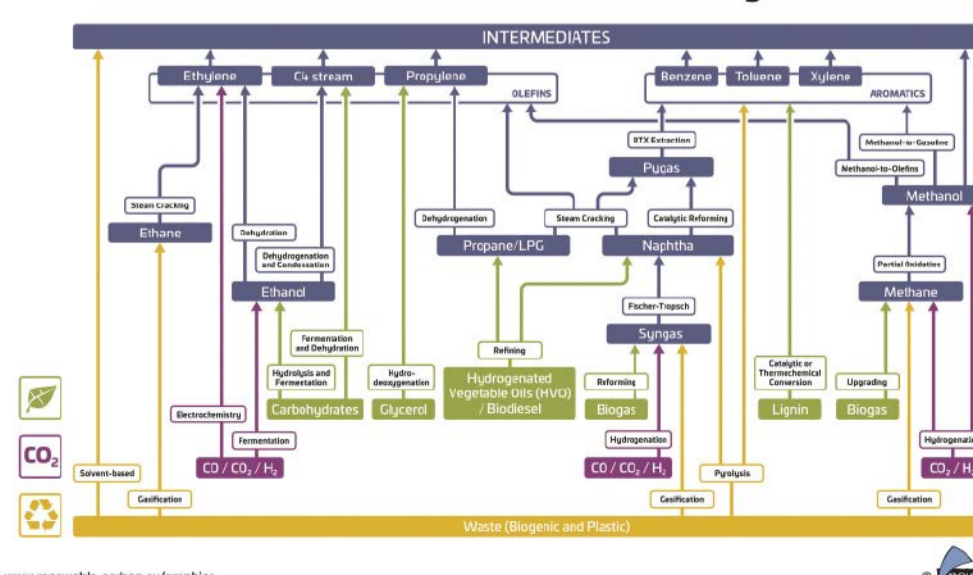 INTERMEDIATES
Ethylene
C4 stream
Propylene
Benzene
Toluene
Xylene
OLEFINS
AROMATICS
BTX Extraction
Methanol-to-Gasoline
Pygas
Methanol-to-Olefins
Methanol
Steam Cracking
Dehydrogenation
Steam Cracking
Catalytic Reforming
Ethane
Dehydration
Propane/LPG
Naphtha
Dehydrogenation
and Condensation
Partial Oxidation
Ethanol
Methane
Fischer-Tropsch
Syngas
Fermentation
and Dehydration
Refining
Hydrolysis and
Fermentation
Hydro-
deoxygenation
Hydrogenated
Vegetable Oils (HVO)
/ Biodiesel
Reforming
Catalytic or
Thermochemical
Conversion
Upgrading
Carbohydrates
Glycerol
Biogas
Lignin
Biogas
Electrochemistry
Fermentation
Hydrogenation
CO₂
CO / CO₂ / H₂
CO / CO₂ / H₂
CO₂ /
Solvent-based
Pyrolysis
Gasification
Gasification
Gasification
Waste (Biogenic and Plastic)